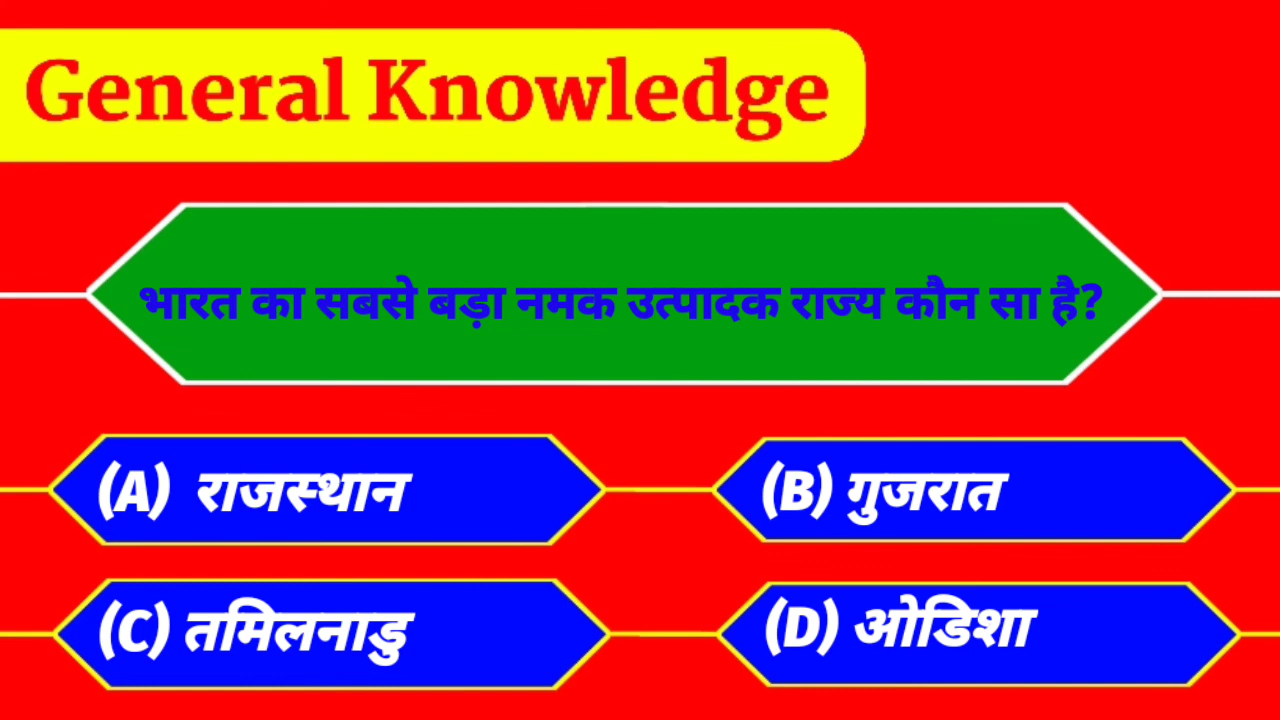 General Knowledge
भारत का सबसे बड़ा नमक उत्पादक राज्य कौन सा है?
(A) राजस्थान
(B) गुजरात
(C) तमिलनाडु
(D) ओडिशा